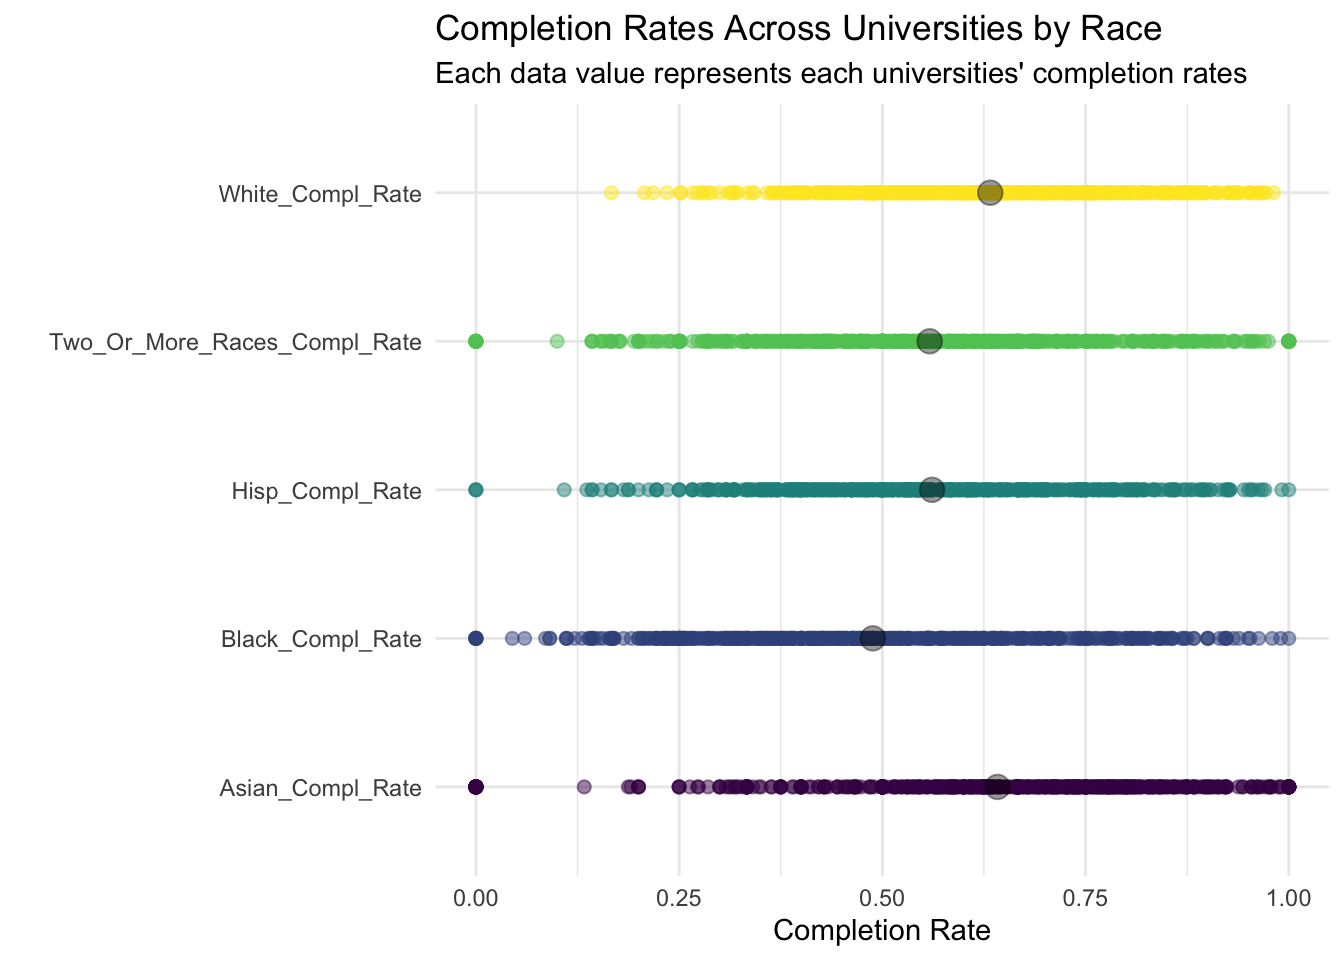 Completion Rates Across Universities by Race
Each data value represents each universities' completion rates
White_Compl_Rate
Two_Or_More_Races_Compl_Rate
Hisp_Compl_Rate
Black_Compl_Rate
Asian_Compl_Rate
0.00 0.25 0.50 0.75 1.00
Completion Rate